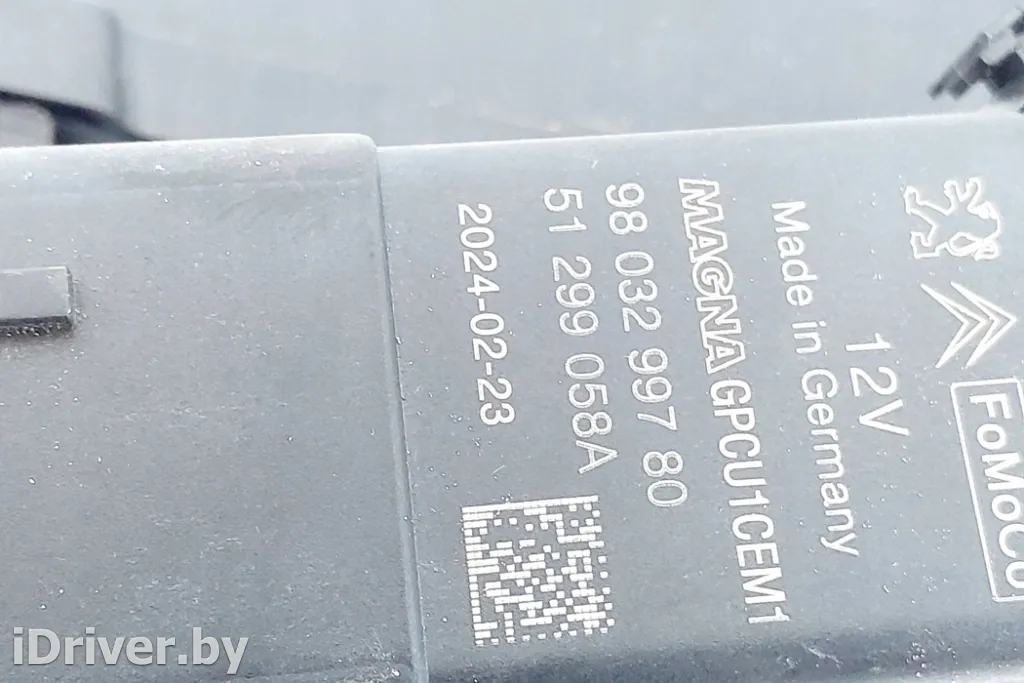 FoMoCo
12V
Made in Germany
MAGNA GPCU1CEM1
98 032 997 80
51 299 058A
2024-02-23
iDriver.by